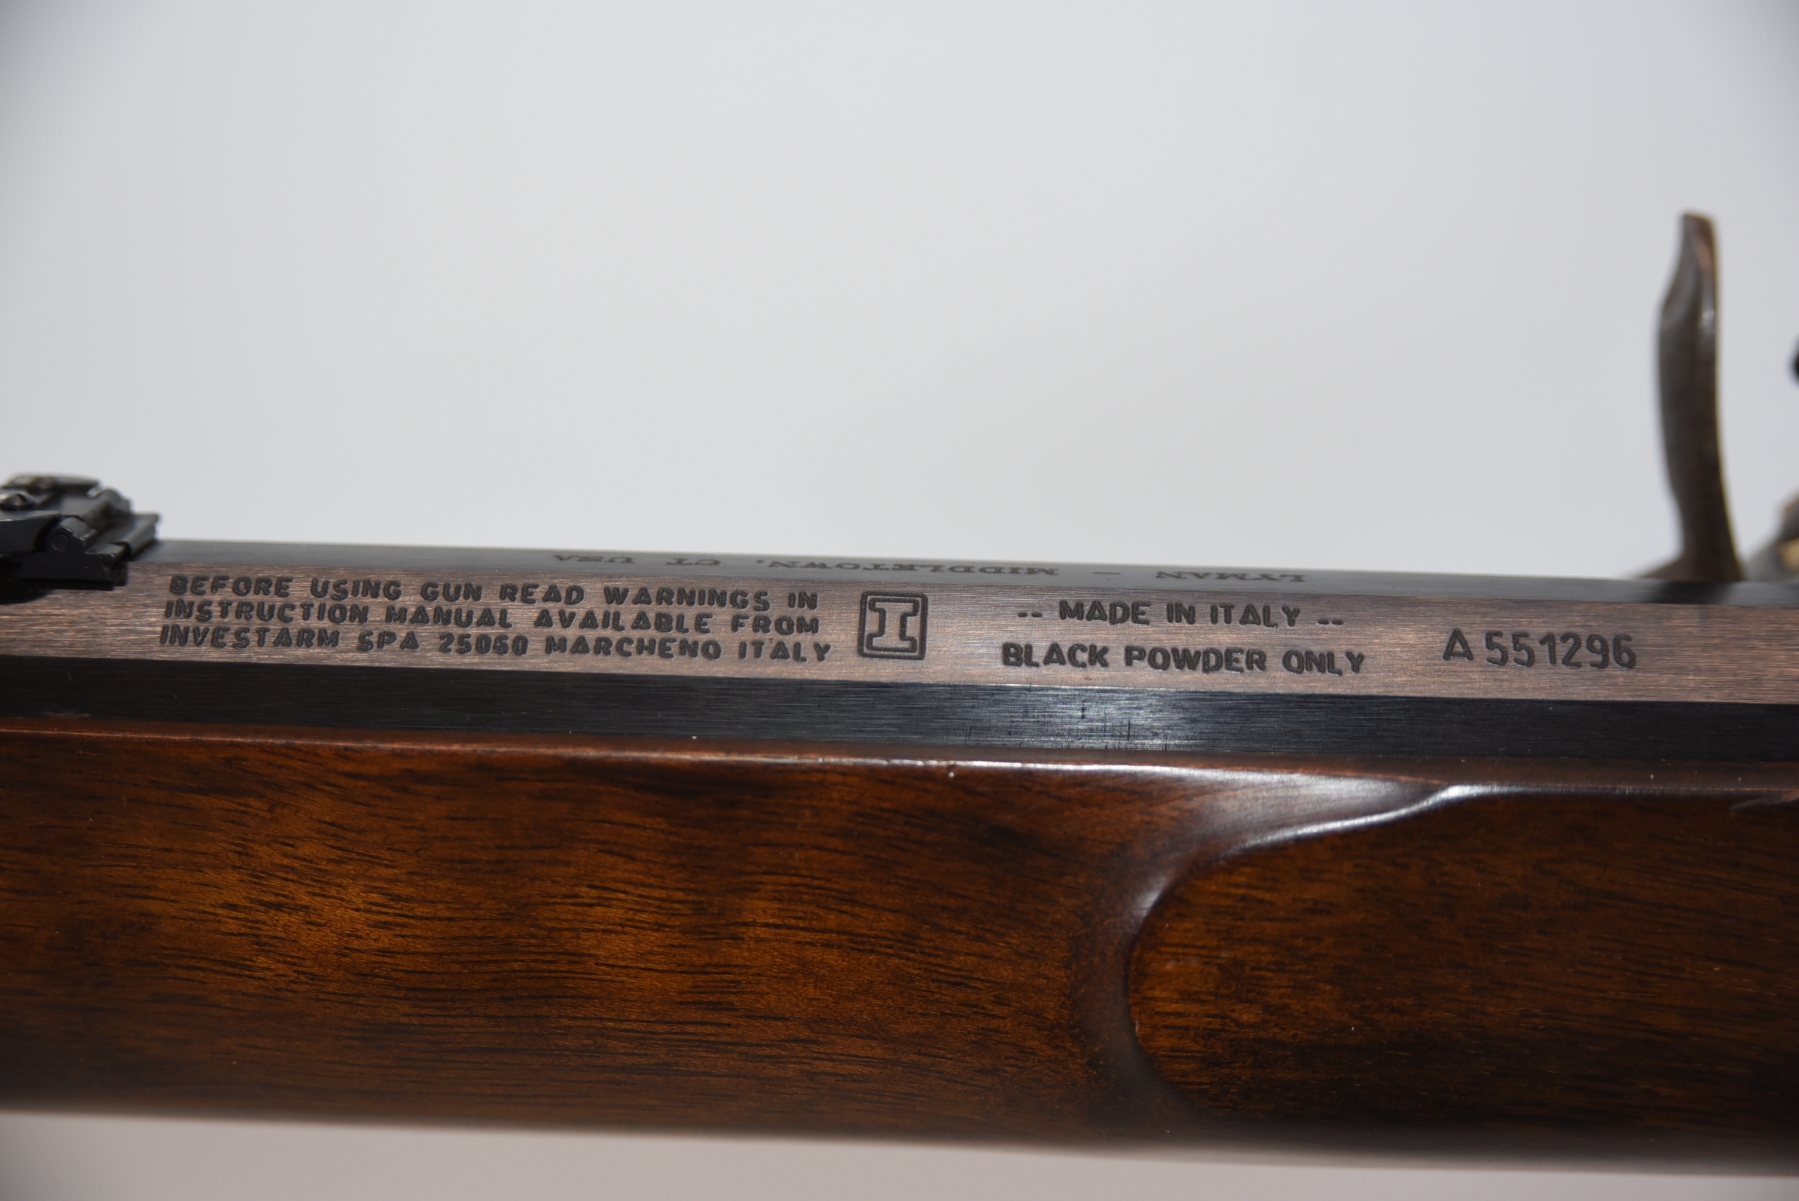 LYMAN - MIDDLETOWN, CT USA
BEFORE USING GUN READ WARNINGS IN
INSTRUCTION MANUAL AVAILABLE FROM
INVESTARM SPA 25060 MARCHENO ITALY
I
-- MADE IN ITALY --
BLACK POWDER ONLY
A551296